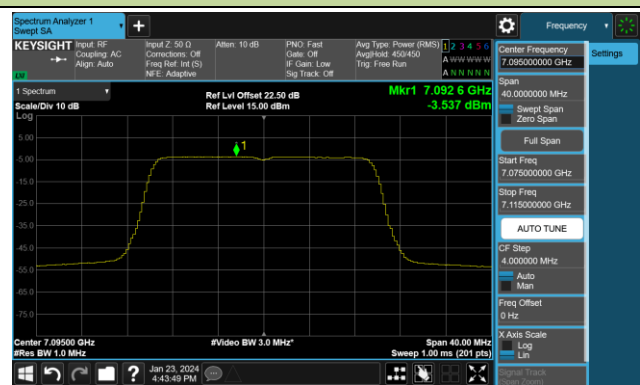 Spectrum Analyzer 1
Swept SA
Frequency
KEYSIGHT
Input: RF
Coupling: AC
Align: Auto
Input Z: 50 Ω
Corrections: Off
Freq Ref: Int (S)
NFE: Adaptive
Atten: 10 dB
PNO: Fast
Gate: Off
IF Gain: Low
Sig Track: Off
Avg Type: Power (RMS)
Avg|Hold: 450/450
Trig: Free Run
1 2 3 4 5 6
A W W W W W
A N N N N N
LV
Center Frequency
7.095000000 GHz
Settings
1 Spectrum
Scale/Div 10 dB
Log
Ref Lvl Offset 22.50 dB
Ref Level 15.00 dBm
Mkr1 7.092 6 GHz
-3.537 dBm
Span
40.0000000 MHz
Swept Span
Zero Span
Full Span
Start Freq
7.075000000 GHz
Stop Freq
7.115000000 GHz
AUTO TUNE
CF Step
4.000000 MHz
Auto
Man
Freq Offset
0 Hz
X Axis Scale
Log
Lin
Signal Track
(Span Zoom)
5.00
-5.00
-15.0
-25.0
-35.0
-45.0
-55.0
-65.0
-75.0
1
Center 7.09500 GHz
#Res BW 1.0 MHz
#Video BW 3.0 MHz*
Span 40.00 MHz
Sweep 1.00 ms (201 pts)
?
Jan 23, 2024
4:43:49 PM